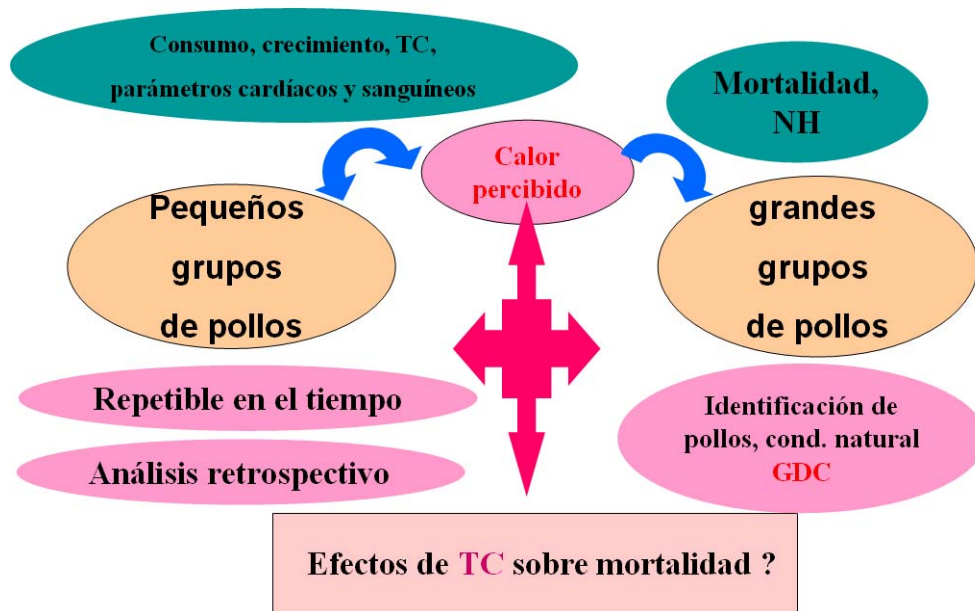 Consumo, crecimiento, TC,
parámetros cardíacos y sanguíneos
Mortalidad,
NH
Calor
percibido
Pequeños
grupos
de pollos
grandes
grupos
de pollos
Repetible en el tiempo
Análisis retrospectivo
Identificación de
pollos, cond. natural
GDC
Efectos de TC sobre mortalidad ?